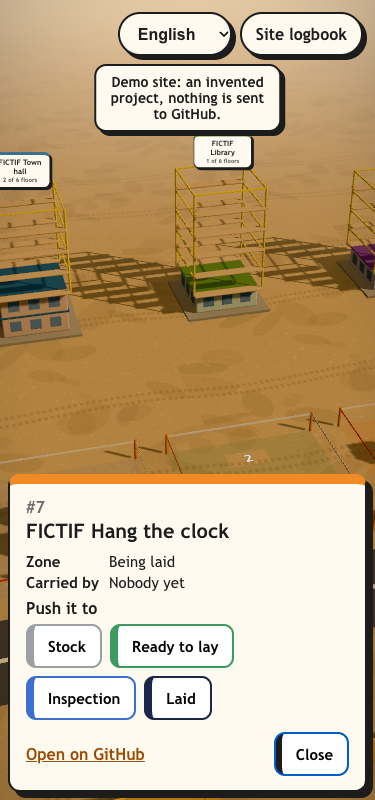 English
Site logbook
Demo site: an invented
project, nothing is sent
to GitHub.
FICTIF
Library
1 of 6 floors
FICTIF Town
hall
2 of 6 floors
2
#7
FICTIF Hang the clock
Zone Being laid
Carried by Nobody yet
Push it to
Stock
Ready to lay
Inspection
Laid
Open on GitHub
Close